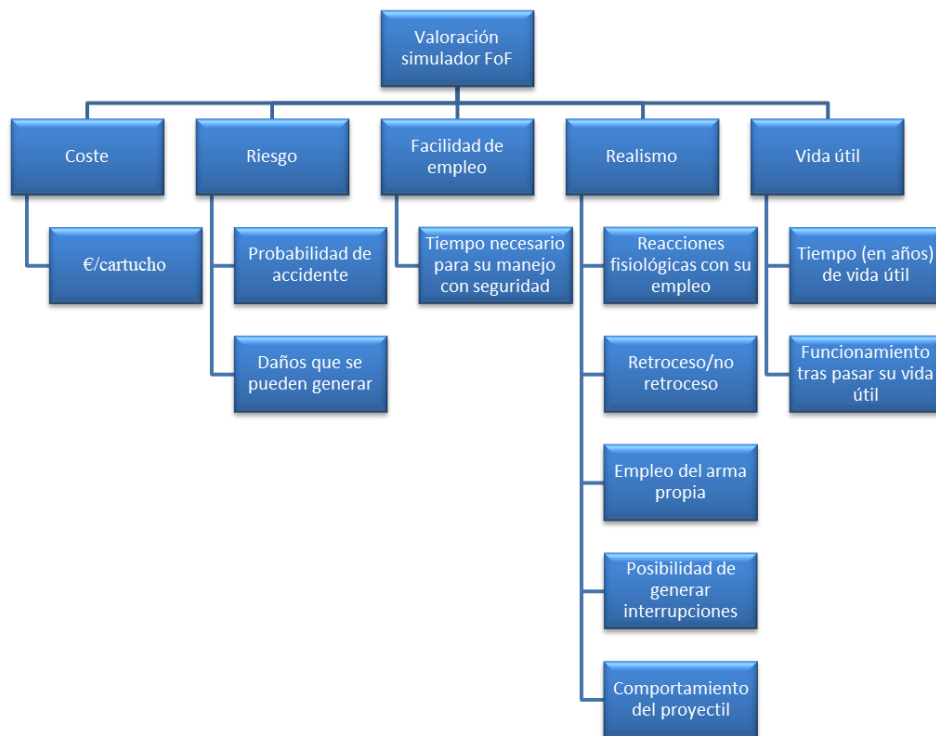 Valoración
simulador FoF
Coste
Riesgo
Facilidad de
empleo
Realismo
Vida útil
€/cartucho
Probabilidad de
accidente
Daños que se
pueden generar
Tiempo necesario
para su manejo
con seguridad
Reacciones
fisiológicas con su
empleo
Retroceso/no
retroceso
Empleo del arma
propia
Posibilidad de
generar
interrupciones
Comportamiento
del proyectil
Tiempo (en años)
de vida útil
Funcionamiento
tras pasar su vida
útil